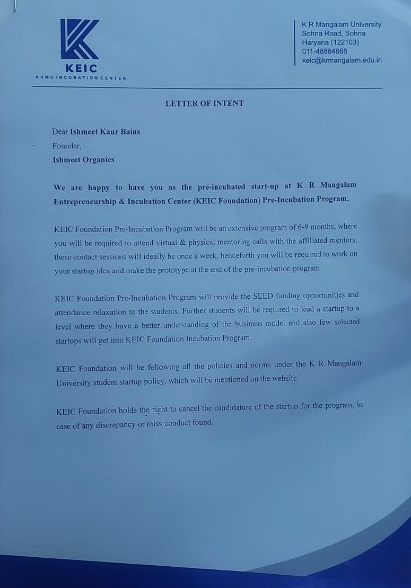 KEIC
KRMU INCUBATION CENTER
K R Mangalam University
Sohna Road, Sohna
Haryana (122103)
011-48884888
keic@krmangalam.edu.in
LETTER OF INTENT
Dear Ishmeet Kaur Bains
Founder,
Ishmeet Organics
We are happy to have you as the pre-incubated start-up at K R Mangalam
Entrepreneurship & Incubation Center (KEIC Foundation) Pre-Incubation Program.
KEIC Foundation Pre-Incubation Program will be an extensive program of 6-9 months, where
you will be required to attend virtual & physical mentoring calls with the affiliated mentors,
these contact sessions will ideally be once a week, henceforth you will be required to work on
your startup idea and make the prototype at the end of the pre-incubation program
KEIC Foundation Pre-Incubation Program will provide the SEED funding opportunities and
attendance relaxation to the students. Further students will be required to lead a startup to a
level where they have a better understanding of the business model and also few selected
startups will get into KEIC Foundation Incubation Program.
KEIC Foundation will be following all the policies and norms under the K R Mangalam
University student startup policy, which will be mentioned on the website.
KEIC Foundation holds the right to cancel the candidature of the startup for the program, in
case of any discrepancy or miss conduct found.